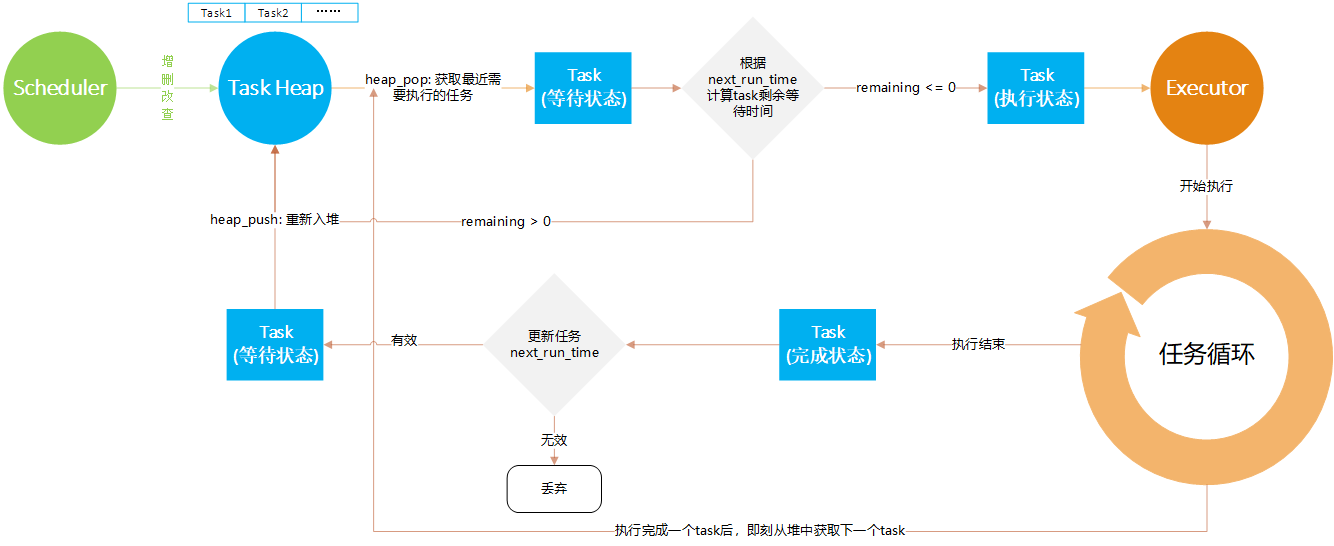 Task1
Task2
······
Scheduler
增
删
改
查
Task Heap
heap_pop: 获取最近需
要执行的任务
Task
(等待状态)
根据
next_run_time
计算task剩余等
待时间
remaining <= 0
Task
(执行状态)
Executor
开始执行
heap_push: 重新入堆
remaining > 0
Task
(等待状态)
有效
更新任务
next_run_time
Task
(完成状态)
执行结束
任务循环
无效
丢弃
执行完成一个task后，即刻从堆中获取下一个task